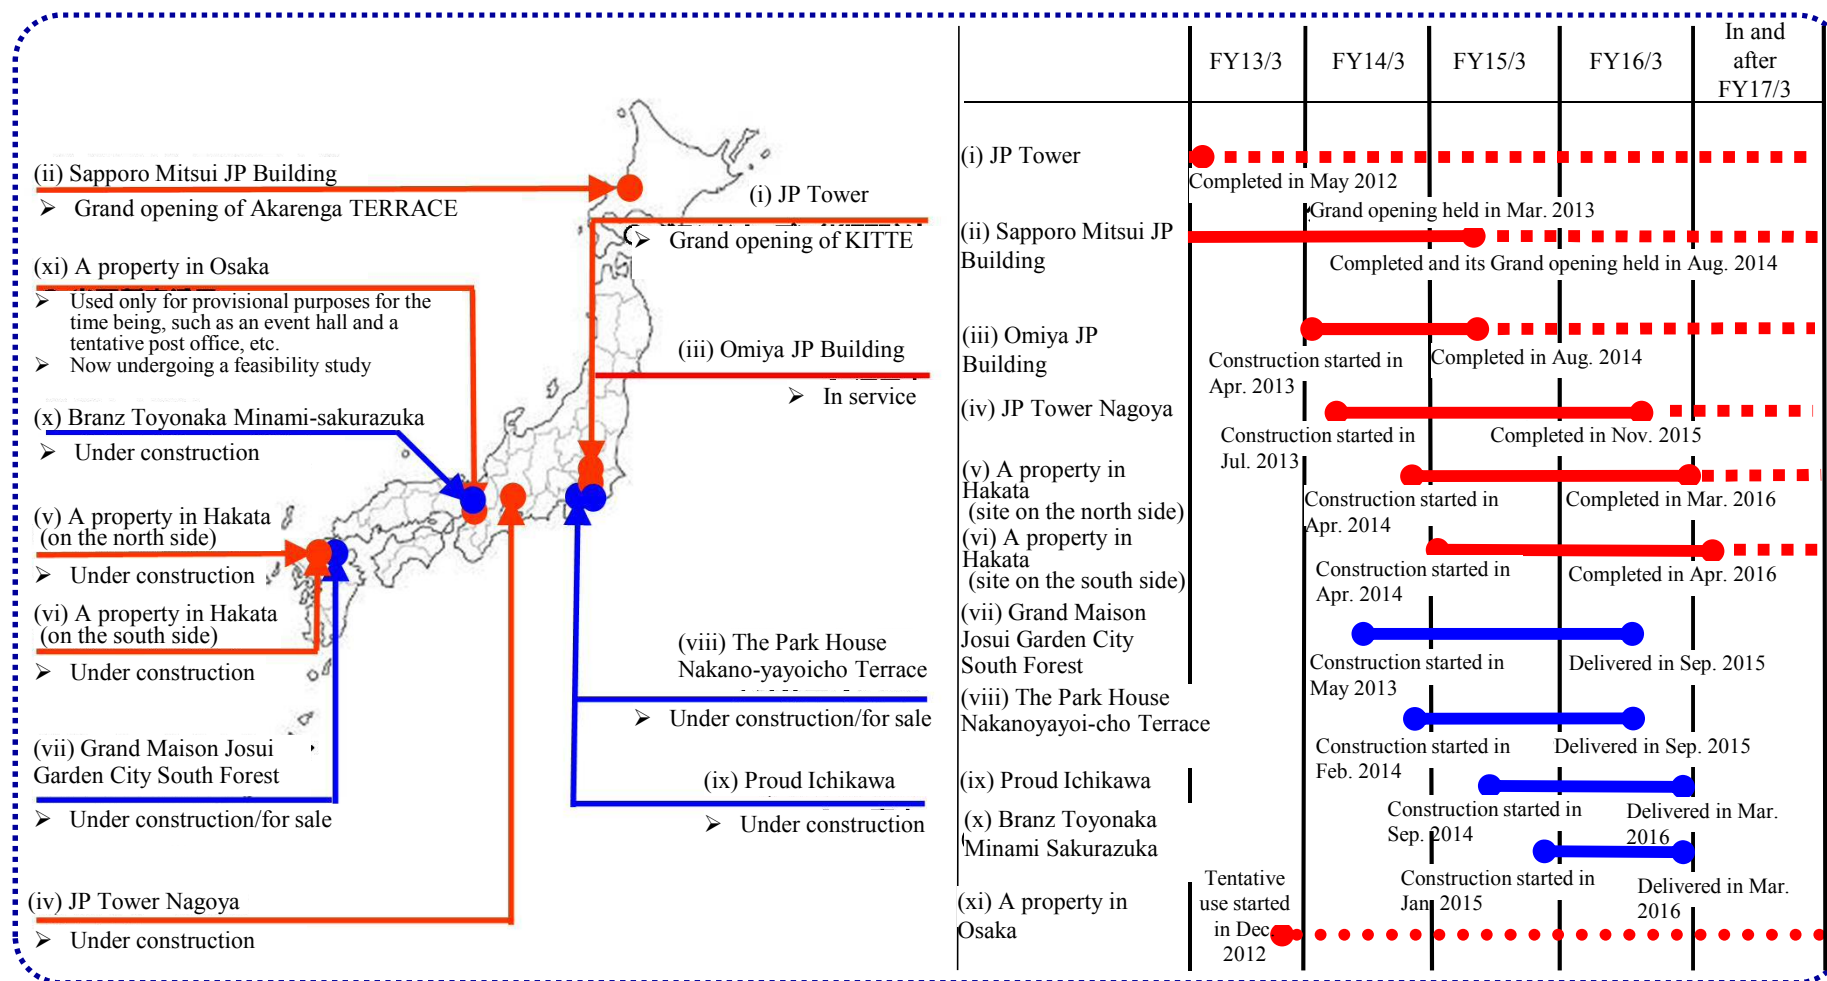 (ii) Sapporo Mitsui JP Building
➢ Grand opening of Akarenga TERRACE
(i) JP Tower
➢ Grand opening of KITTE
(xi) A property in Osaka
➢ Used only for provisional purposes for the
time being, such as an event hall and a
tentative post office, etc.
➢ Now undergoing a feasibility study
(iii) Omiya JP Building
➢ In service
(x) Branz Toyonaka Minami-sakurazuka
➢ Under construction
(v) A property in Hakata
(on the north side)
➢ Under construction
(vi) A property in Hakata
(on the south side)
➢ Under construction
(viii) The Park House
Nakano-yayoicho Terrace
➢ Under construction/for sale
(vii) Grand Maison Josui
Garden City South Forest
➢ Under construction/for sale
(ix) Proud Ichikawa
➢ Under construction
(iv) JP Tower Nagoya
➢ Under construction
FY13/3
FY14/3
FY15/3
FY16/3
In and
after
FY17/3
(i) JP Tower
Completed in May 2012
Grand opening held in Mar. 2013
(ii) Sapporo Mitsui JP
Building
Completed and its Grand opening held in Aug. 2014
(iii) Omiya JP
Building
Construction started in
Apr. 2013
Completed in Aug. 2014
(iv) JP Tower Nagoya
Construction started in
Jul. 2013
Completed in Nov. 2015
(v) A property in
Hakata
(site on the north side)
Construction started in
Apr. 2014
Completed in Mar. 2016
(vi) A property in
Hakata
(site on the south side)
Construction started in
Apr. 2014
Completed in Apr. 2016
(vii) Grand Maison
Josui Garden City
South Forest
Construction started in
May 2013
Delivered in Sep. 2015
(viii) The Park House
Nakanoyayoi-cho Terrace
Construction started in
Feb. 2014
Delivered in Sep. 2015
(ix) Proud Ichikawa
Construction started in
Sep. 2014
Delivered in Mar.
2016
(x) Branz Toyonaka
Minami Sakurazuka
Construction started in
Jan. 2015
Delivered in Mar.
2016
(xi) A property in
Osaka
Tentative
use started
in Dec.
2012